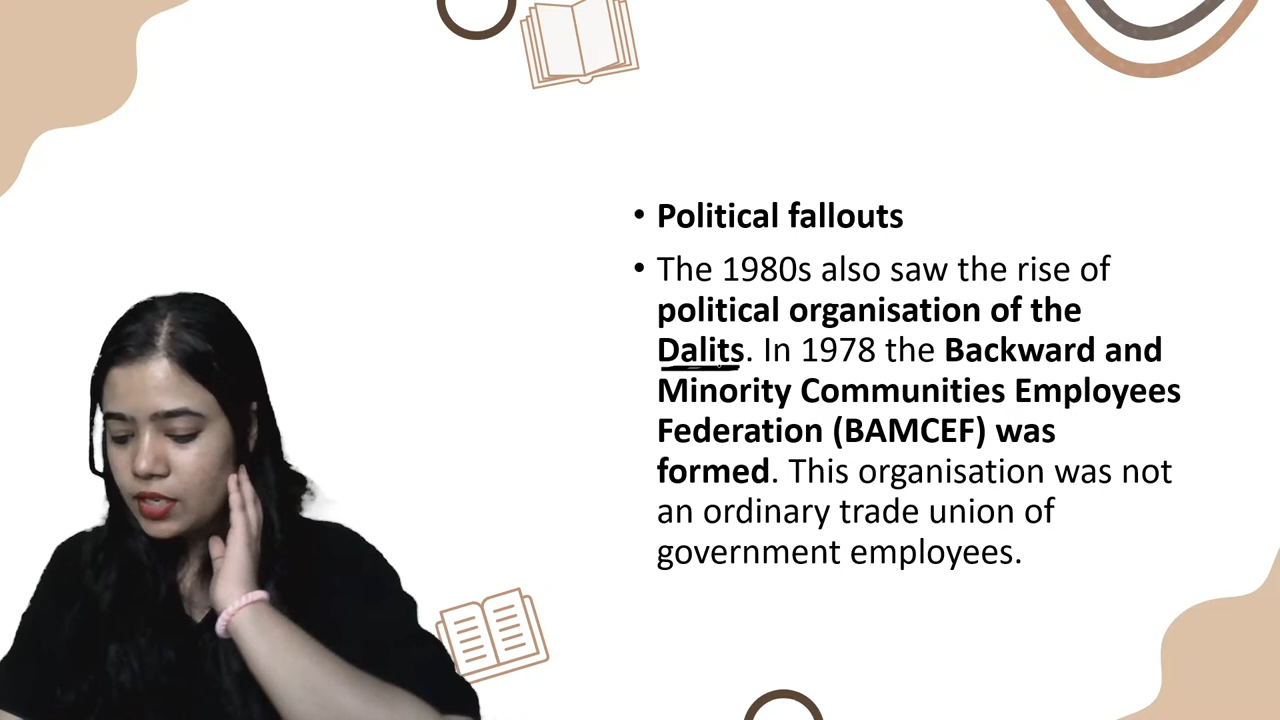 • Political fallouts
• The 1980s also saw the rise of
political organisation of the
Dalits. In 1978 the Backward and
Minority Communities Employees
Federation (BAMCEF) was
formed. This organisation was not
an ordinary trade union of
government employees.